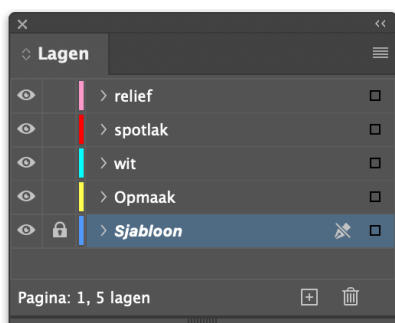 Lagen
relief
spotlak
wit
Opmaak
Sjabloon
Pagina: 1, 5 lagen